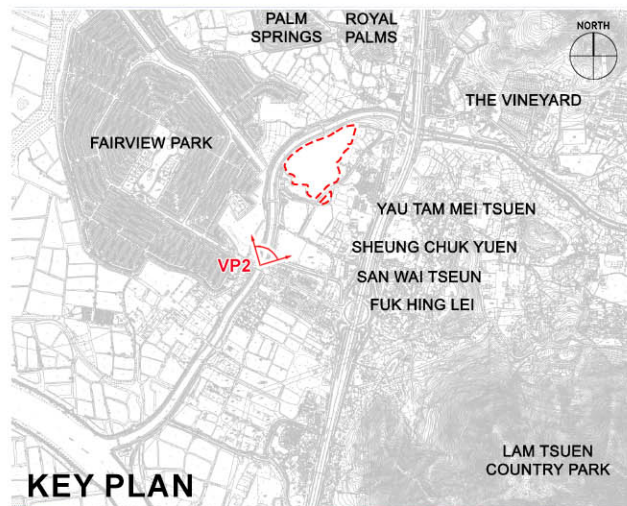 PALM
SPRINGS
ROYAL
PALMS
NORTH
THE VINEYARD
FAIRVIEW PARK
YAU TAM MEI TSUEN
SHEUNG CHUK YUEN
VP2
SAN WAI TSEUN
FUK HING LEI
LAM TSUEN
COUNTRY PARK
KEY PLAN